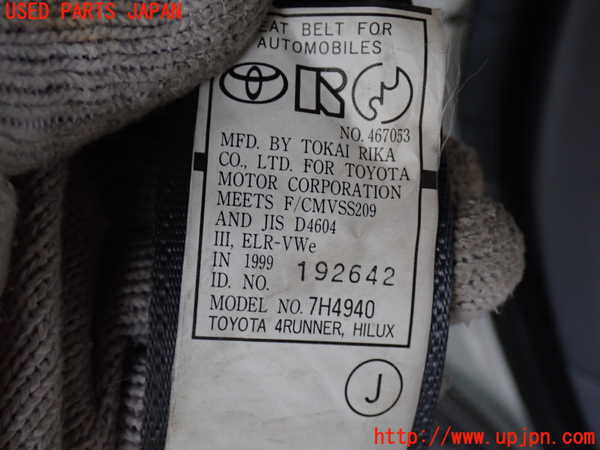 USED PARTS JAPAN
EAT BELT FOR
AUTOMOBILES
NO. 467053
MFD. BY TOKAI RIKA
CO., LTD. FOR TOYOTA
MOTOR CORPORATION
MEETS F/CMVSS209
AND JIS D4604
III, ELR-VWe
IN 1999
ID. NO. 192642
MODEL NO. 7H4940
TOYOTA 4RUNNER, HILUX
J
http://www.upjpn.com/